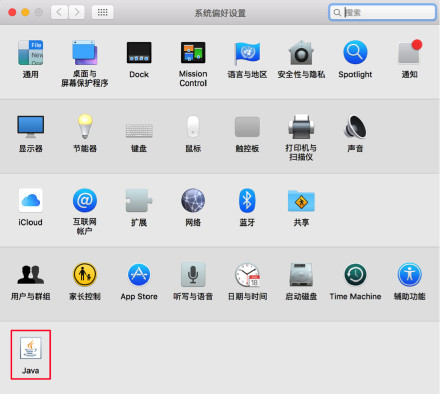 系统偏好设置
搜索
通用
桌面与
屏幕保护程序
Dock
Mission
Control
语言与地区
安全性与隐私
Spotlight
通知
显示器
节能器
键盘
鼠标
触控板
打印机与
扫描仪
声音
iCloud
互联网
帐户
扩展
网络
蓝牙
共享
用户与群组
家长控制
App Store
听写与语音
日期与时间
启动磁盘
Time Machine
辅助功能
Java